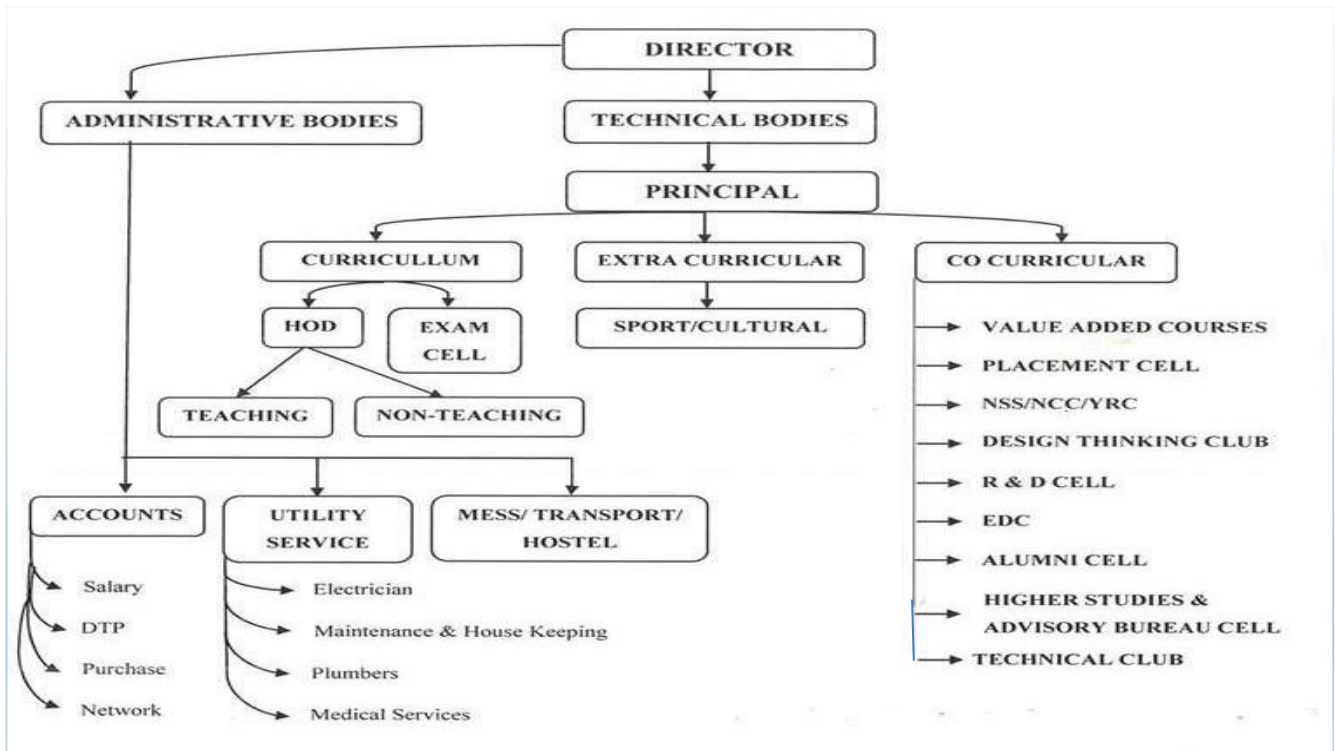 DIRECTOR
ADMINISTRATIVE BODIES
TECHNICAL BODIES
PRINCIPAL
CURRICULLUM
EXTRA CURRICULAR
CO CURRICULAR
HOD
EXAM
CELL
SPORT/CULTURAL
TEACHING
NON-TEACHING
VALUE ADDED COURSES
PLACEMENT CELL
NSS/NCC/YRC
DESIGN THINKING CLUB
R & D CELL
EDC
ALUMNI CELL
HIGHER STUDIES &
ADVISORY BUREAU CELL
TECHNICAL CLUB
ACCOUNTS
UTILITY
SERVICE
MESS/ TRANSPORT/
HOSTEL
Salary
DTP
Purchase
Network
Electrician
Maintenance & House Keeping
Plumbers
Medical Services